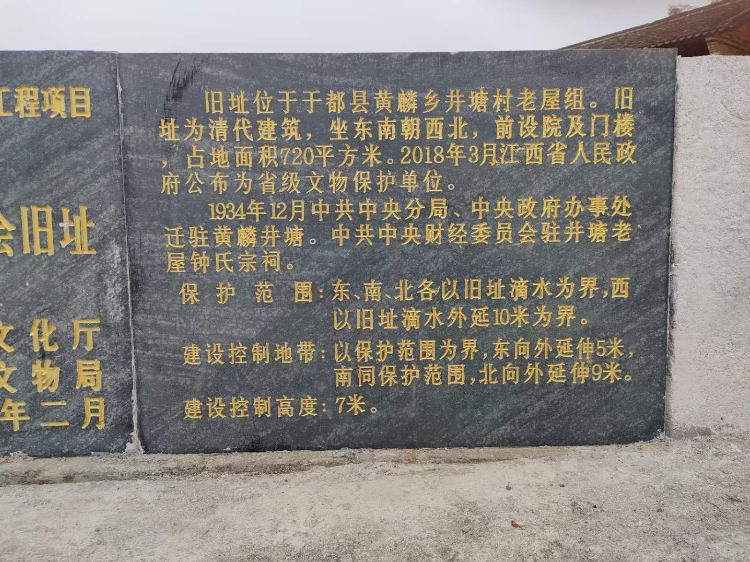 工程项目
会旧址
文化厅
文物局
年二月
旧址位于于都县黄麟乡井塘村老屋组。旧
址为清代建筑，坐东南朝西北，前设院及门楼
，占地面积720平方米。2018年3月江西省人民政
府公布为省级文物保护单位。
1934年12月中共中央分局、中央政府办事处
迁驻黄麟井塘。中共中央财经委员会驻井塘老
屋钟氏宗祠。
保护范围：东、南、北各以旧址滴水为界，西
以旧址滴水外延10米为界。
建设控制地带：以保护范围为界，东向外延伸5米，
南同保护范围，北向外延伸9米。
建设控制高度：7米。